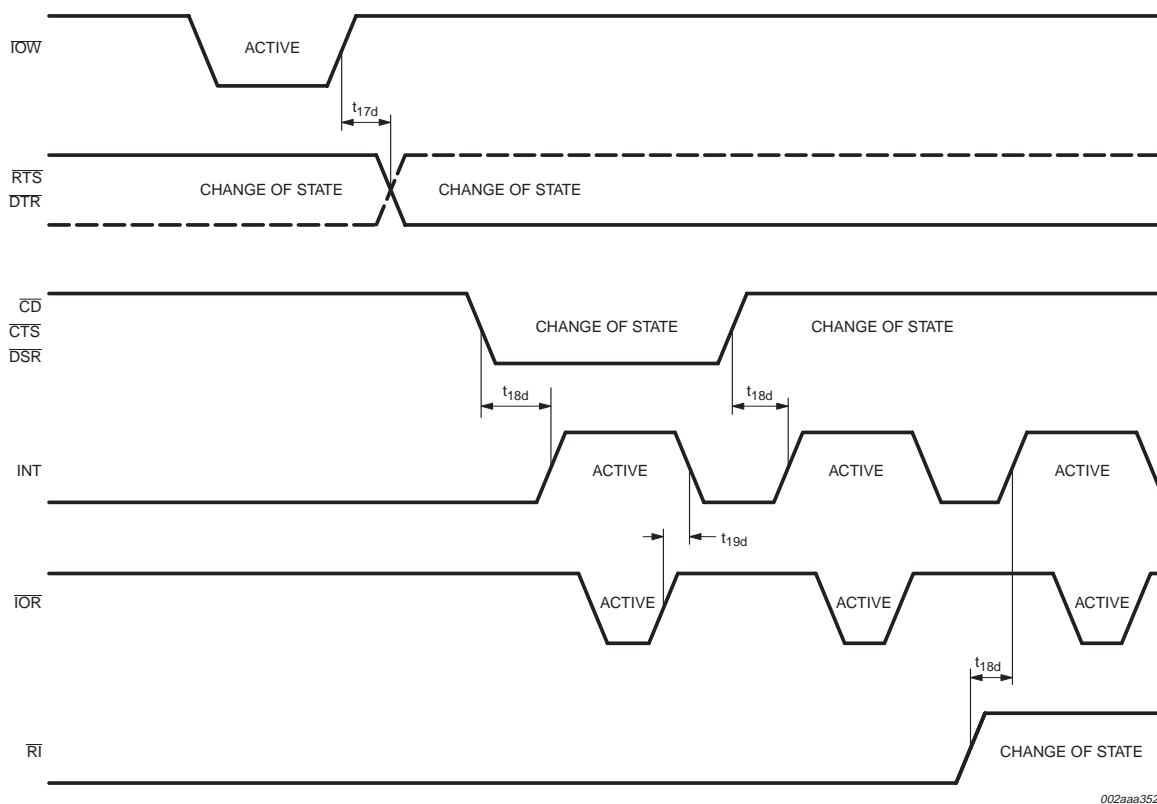 IOW
ACTIVE
t17d
RTS
DTR
CHANGE OF STATE
CHANGE OF STATE
CD
CTS
DSR
CHANGE OF STATE
CHANGE OF STATE
t18d
t18d
INT
ACTIVE
ACTIVE
ACTIVE
t19d
IOR
ACTIVE
ACTIVE
ACTIVE
t18d
RI
CHANGE OF STATE
002aaa352